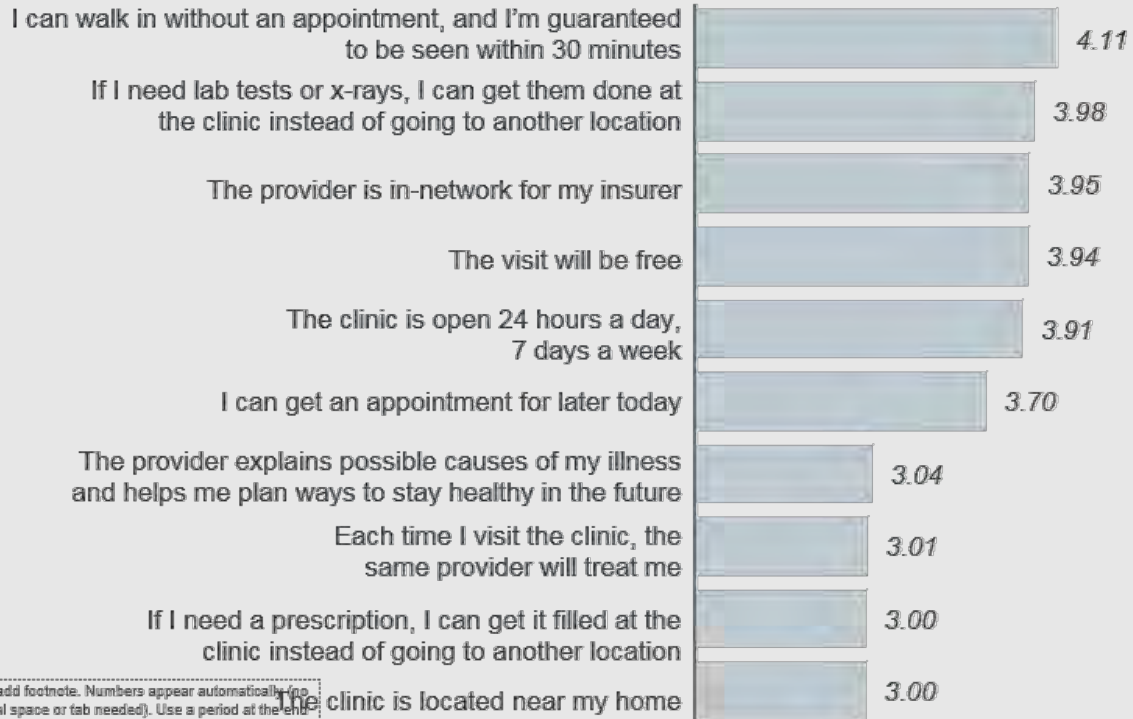 I can walk in without an appointment, and I'm guaranteed
to be seen within 30 minutes
4.11
If I need lab tests or x-rays, I can get them done at
the clinic instead of going to another location
3.98
The provider is in-network for my insurer
3.95
The visit will be free
3.94
The clinic is open 24 hours a day,
7 days a week
3.91
I can get an appointment for later today
3.70
The provider explains possible causes of my illness
and helps me plan ways to stay healthy in the future
3.04
Each time I visit the clinic, the
same provider will treat me
3.01
If I need a prescription, I can get it filled at the
clinic instead of going to another location
3.00
add footnote. Numbers appear automatically (no
al space or tab needed). Use a period at the end
The clinic is located near my home
3.00